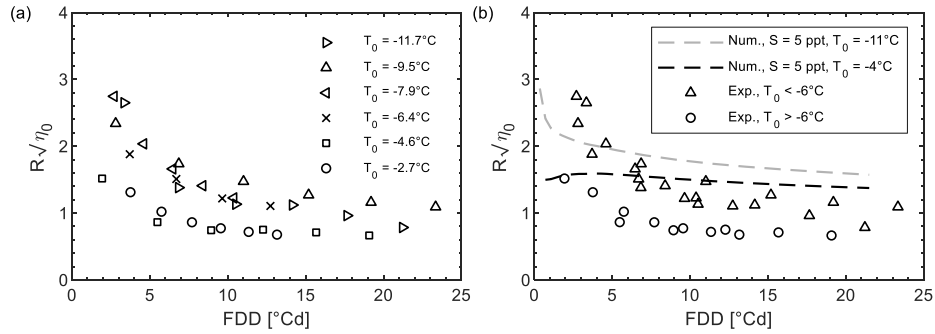 (a)
R√η0
4
3
2
1
0
0 5 10 15 20 25
FDD [°Cd]
T0 = -11.7°C
T0 = -9.5°C
T0 = -7.9°C
T0 = -6.4°C
T0 = -4.6°C
T0 = -2.7°C
(b)
R√η0
4
3
2
1
0
0 5 10 15 20 25
FDD [°Cd]
Num., S = 5 ppt, T0 = -11°C
Num., S = 5 ppt, T0 = -4°C
Exp., T0 < -6°C
Exp., T0 > -6°C